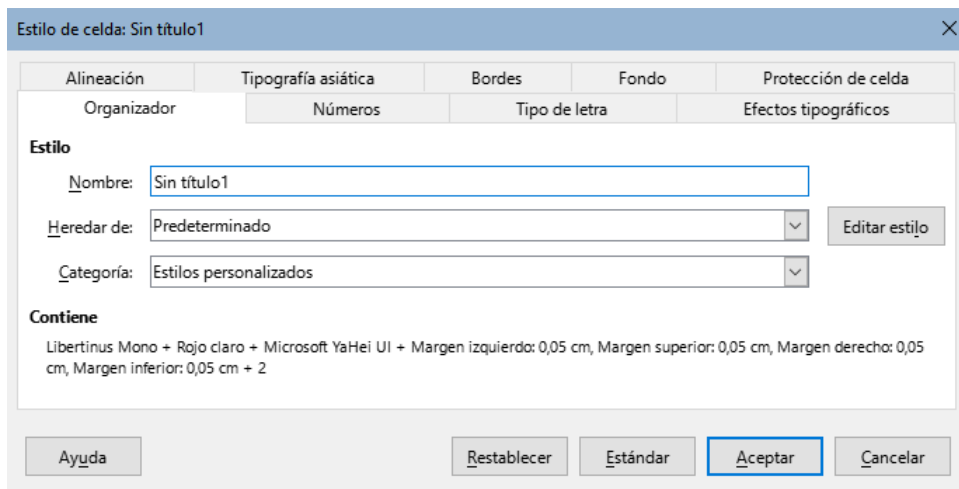 Estilo de celda: Sin título1
Alineación Tipografía asiática Bordes Fondo Protección de celda
Organizador Números Tipo de letra Efectos tipográficos
Estilo
Nombre: Sin título1
Heredar de: Predeterminado Editar estilo
Categoría: Estilos personalizados
Contiene
Libertinus Mono + Rojo claro + Microsoft YaHei UI + Margen izquierdo: 0,05 cm, Margen superior: 0,05 cm, Margen derecho: 0,05
cm, Margen inferior: 0,05 cm + 2
Ayuda Restablecer Estándar Aceptar Cancelar